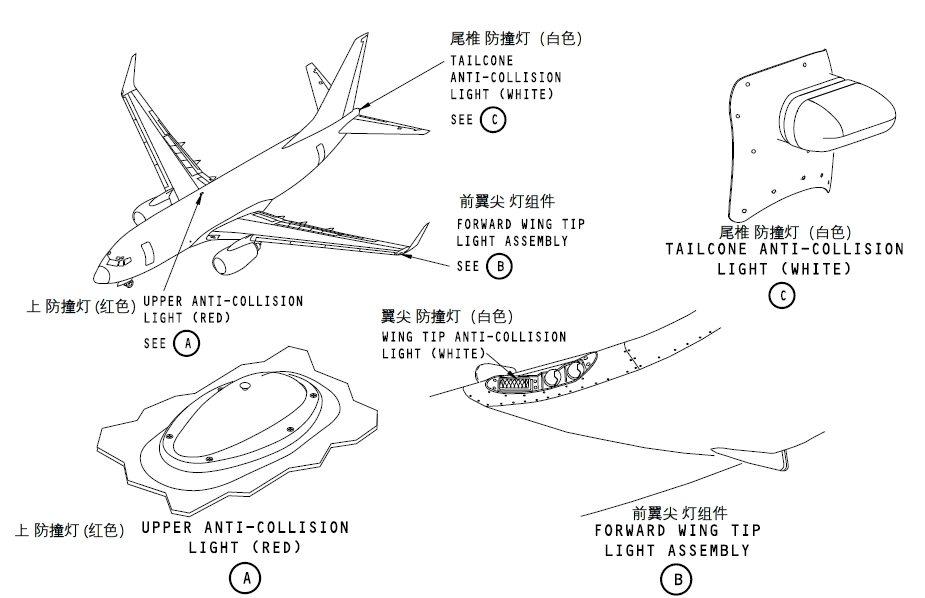 尾椎 防撞灯（白色）
TAILCONE
ANTI-COLLISION
LIGHT (WHITE)
SEE C
前翼尖 灯组件
FORWARD WING TIP
LIGHT ASSEMBLY
SEE B
尾椎 防撞灯（白色）
TAILCONE ANTI-COLLISION
LIGHT (WHITE)
C
上 防撞灯 (红色)
UPPER ANTI-COLLISION
LIGHT (RED)
SEE A
翼尖 防撞灯（白色）
WING TIP ANTI-COLLISION
LIGHT (WHITE)
上 防撞灯 (红色)
UPPER ANTI-COLLISION
LIGHT (RED)
A
前翼尖 灯组件
FORWARD WING TIP
LIGHT ASSEMBLY
B